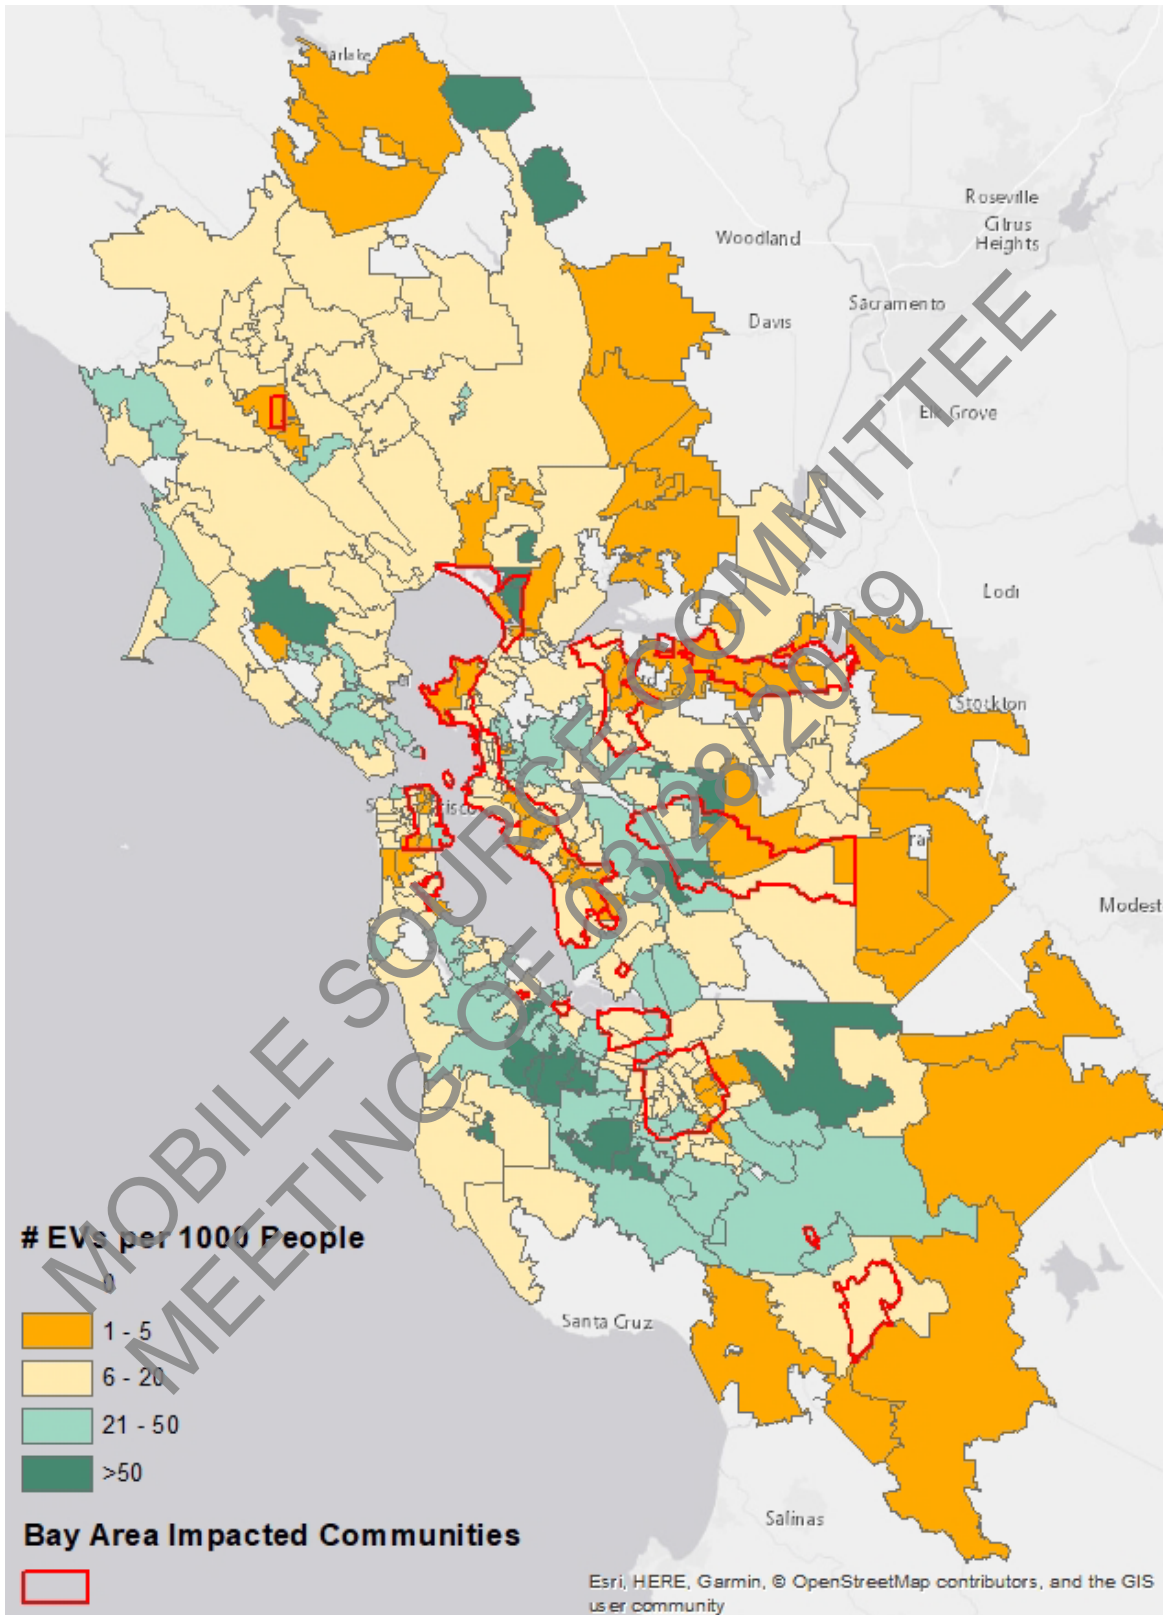 Roseville
Citrus
Heights
Woodland
Sacramento
Davis
Elk Grove
Lodi
Stockton
Modest
MOBILE SOURCE COMMITTEE
MEETING OF 03/28/2019
# EVs per 1000 People
0
1 - 5
6 - 20
21 - 50
>50
Santa Cruz
Salinas
Bay Area Impacted Communities
Esri, HERE, Garmin, © OpenStreetMap contributors, and the GIS
user community